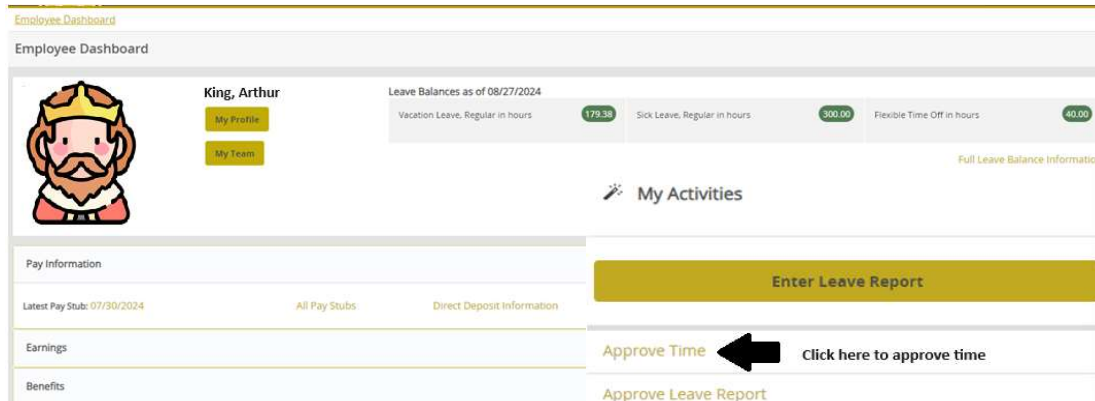 Employee Dashboard
Employee Dashboard
King, Arthur
My Profile
My Team
Leave Balances as of 08/27/2024
Vacation Leave, Regular in hours 179.38 Sick Leave, Regular in hours 300.00 Flexible Time Off in hours 40.00
Full Leave Balance Informatio
My Activities
Enter Leave Report
Pay Information
Latest Pay Stub: 07/30/2024 All Pay Stubs Direct Deposit Information
Earnings
Benefits
Approve Time Click here to approve time
Approve Leave Report